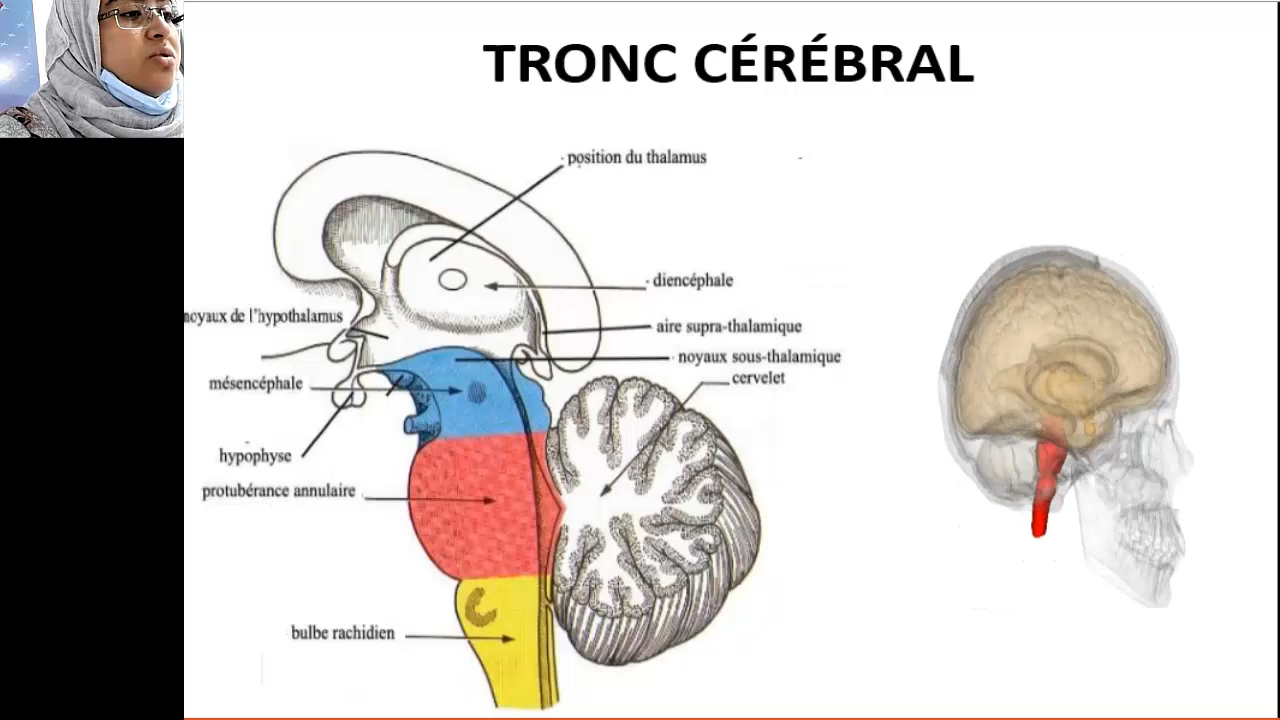 TRONC CÉRÉBRAL
position du thalamus
diencéphale
noyaux de l'hypothalamus
aire supra-thalamique
noyaux sous-thalamique
mésencéphale
cervelet
hypophyse
protubérance annulaire
bulbe rachidien